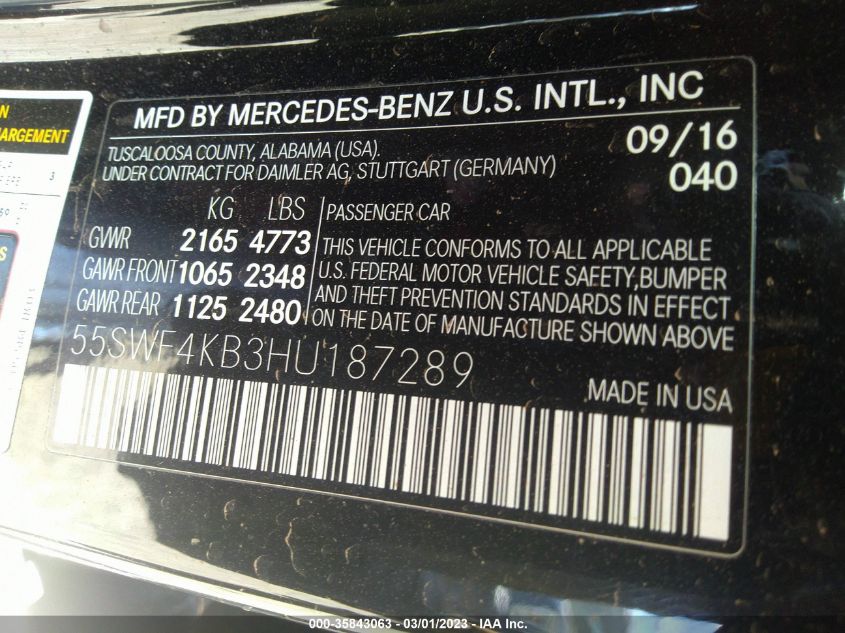 MFD BY MERCEDES-BENZ U.S. INTL., INC
TUSCALOOSA COUNTY, ALABAMA (USA).
UNDER CONTRACT FOR DAIMLER AG, STUTTGART (GERMANY)
09/16
040
KG LBS
GVWR 2165 4773
GAWR FRONT 1065 2348
GAWR REAR 1125 2480
PASSENGER CAR
THIS VEHICLE CONFORMS TO ALL APPLICABLE
U.S. FEDERAL MOTOR VEHICLE SAFETY, BUMPER
AND THEFT PREVENTION STANDARDS IN EFFECT
ON THE DATE OF MANUFACTURE SHOWN ABOVE.
55SWF4KB3HU187289
MADE IN USA
000-35843063 - 03/01/2023 - IAA Inc.